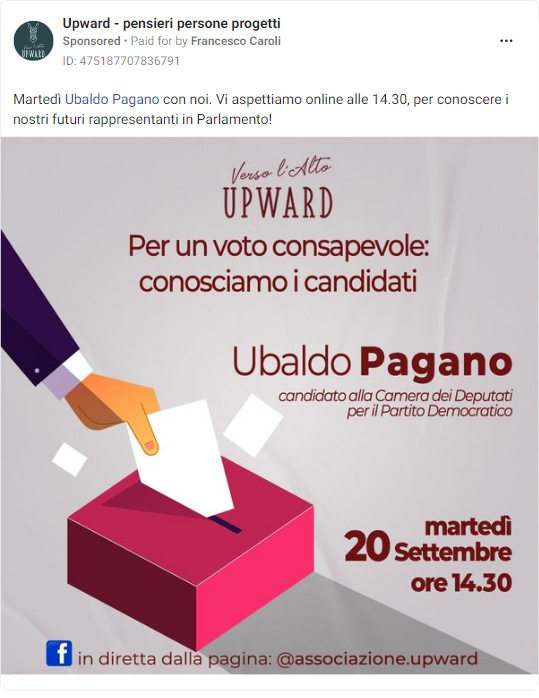 Upward - pensieri persone progetti
Sponsored • Paid for by Francesco Caroli
ID: 475187707836791
Martedì Ubaldo Pagano con noi. Vi aspettiamo online alle 14.30, per conoscere i
nostri futuri rappresentanti in Parlamento!
Verso l'Alto
UPWARD
Per un voto consapevole:
conosciamo i candidati
Ubaldo Pagano
candidato alla Camera dei Deputati
per il Partito Democratico
martedì
20 Settembre
ore 14.30
f in diretta dalla pagina: @associazione.upward